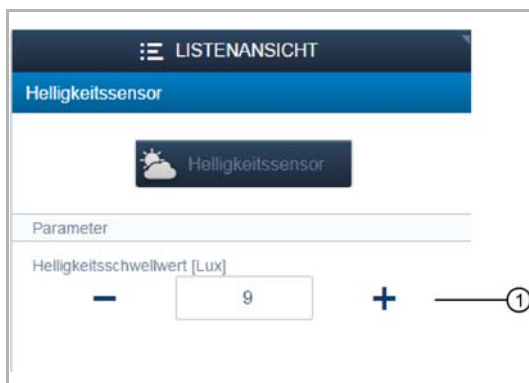 LISTENANSICHT
Helligkeitssensor
Helligkeitssensor
Parameter
Helligkeitsschwellwert [Lux]
− 9 + 1